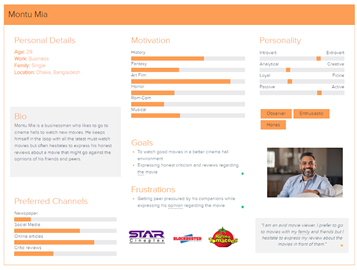 Montu Mia
Personal Details
Age: 28
Work: Business
Family: Single
Location: Dhaka, Bangladesh
Bio
Montu Mia is a businessman who likes to go to
cinema halls to watch new movies. He keeps
himself in the loop with all the latest must-watch
movies but often hesitates to express his honest
reviews about a movie that might go against the
opinions of his friends and peers.
Preferred Channels
Newspaper
Social Media
Online articles
Critic reviews
Motivation
History
Fantasy
Art Film
Horror
Rom-Com
Musical
Goals
To watch good movies in a better cinema hall
environment
Expressing honest criticism and reviews regarding
the movie
Frustrations
Getting peer pressured by his companions while
expressing his opinion regarding the movie
STAR
Cineplex
BLOCKBUSTER
Rotten
Tomatoes
Personality
Introvert Extrovert
Analytical Creative
Loyal Fickle
Passive Active
Observer Enthusiastic
Honest
"I am an avid movie viewer. I prefer to go
to movies with my family and friends but I
hesitate to express my review about the
movies in front of them."